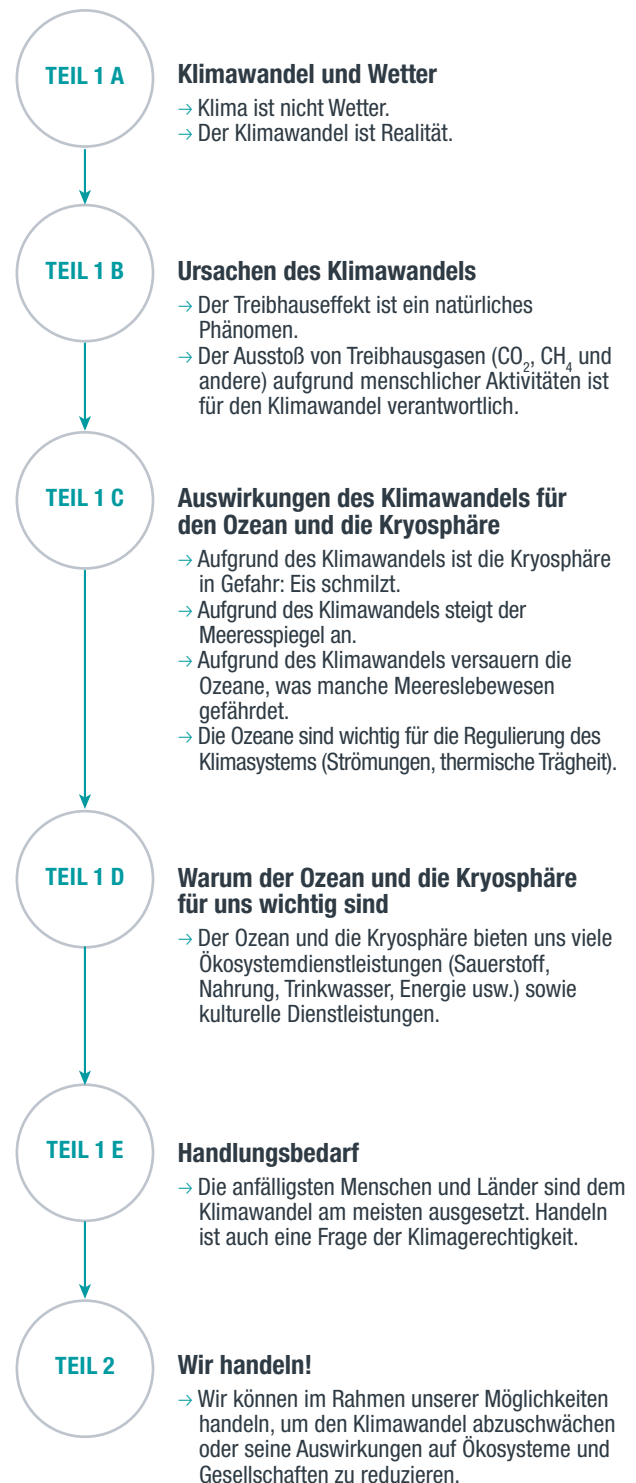 TEIL 1 A
Klimawandel und Wetter
→ Klima ist nicht Wetter.
→ Der Klimawandel ist Realität.
TEIL 1 B
Ursachen des Klimawandels
→ Der Treibhauseffekt ist ein natürliches
Phänomen.
→ Der Ausstoß von Treibhausgasen (CO₂, CH₄ und
andere) aufgrund menschlicher Aktivitäten ist
für den Klimawandel verantwortlich.
TEIL 1 C
Auswirkungen des Klimawandels für
den Ozean und die Kryosphäre
→ Aufgrund des Klimawandels ist die Kryosphäre
in Gefahr: Eis schmilzt.
→ Aufgrund des Klimawandels steigt der
Meeresspiegel an.
→ Aufgrund des Klimawandels versauern die
Ozeane, was manche Meereslebewesen
gefährdet.
→ Die Ozeane sind wichtig für die Regulierung des
Klimasystems (Strömungen, thermische Trägheit).
TEIL 1 D
Warum der Ozean und die Kryosphäre
für uns wichtig sind
→ Der Ozean und die Kryosphäre bieten uns viele
Ökosystemdienstleistungen (Sauerstoff,
Nahrung, Trinkwasser, Energie usw.) sowie
kulturelle Dienstleistungen.
TEIL 1 E
Handlungsbedarf
→ Die anfälligsten Menschen und Länder sind dem
Klimawandel am meisten ausgesetzt. Handeln
ist auch eine Frage der Klimagerechtigkeit.
TEIL 2
Wir handeln!
→ Wir können im Rahmen unserer Möglichkeiten
handeln, um den Klimawandel abzuschwächen
oder seine Auswirkungen auf Ökosysteme und
Gesellschaften zu reduzieren.